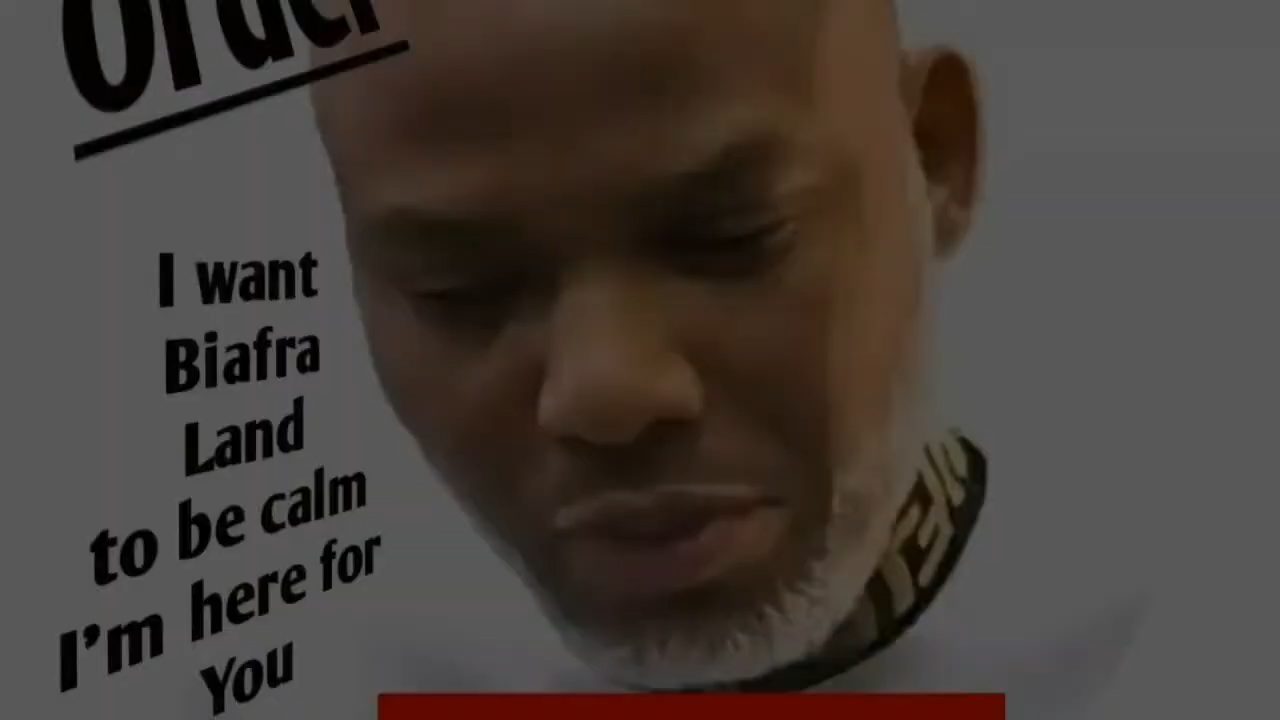 Order
I want
Biafra
Land
to be calm
I'm here for
You